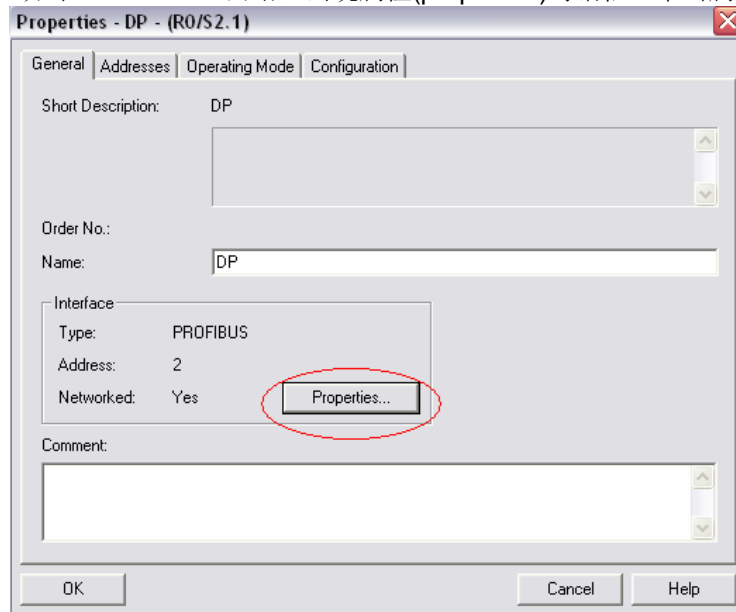 Properties - DP - (R0/S2.1)
General Addresses Operating Mode Configuration
Short Description: DP
Order No.:
Name: DP
Interface
Type: PROFIBUS
Address: 2
Networked: Yes Properties...
Comment:
OK Cancel Help